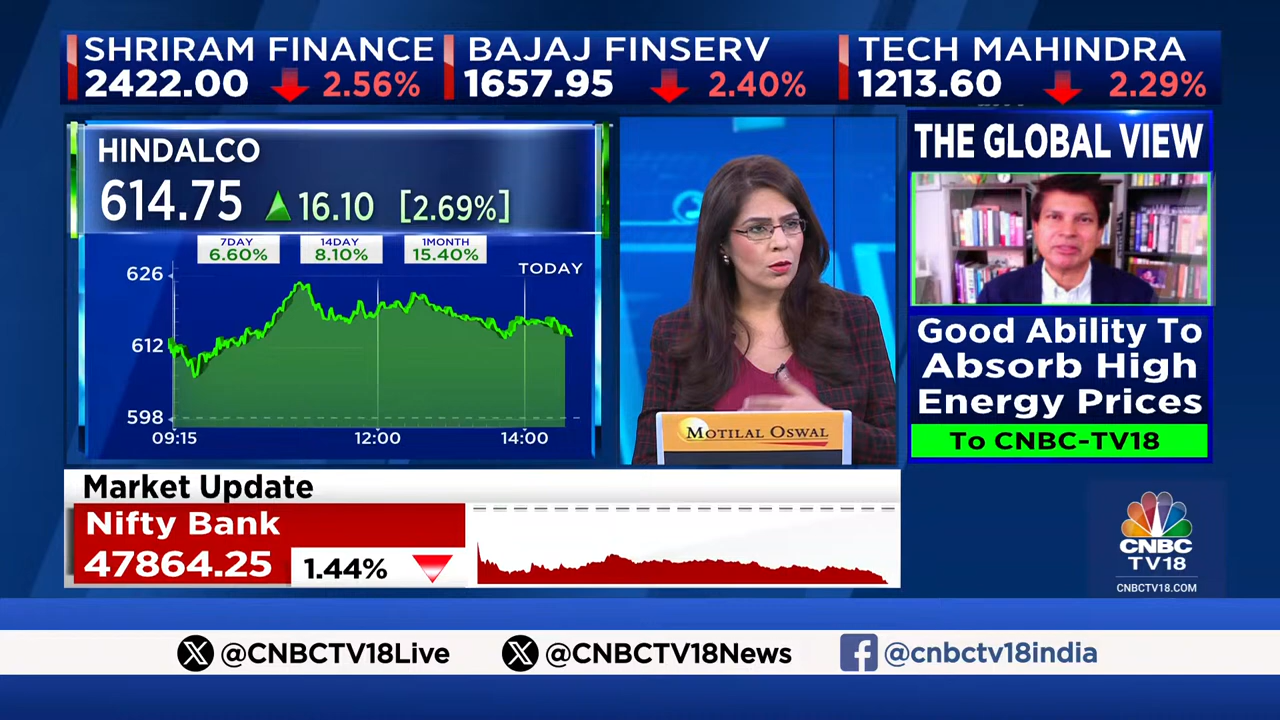 SHRIRAM FINANCE
2422.00 2.56%
BAJAJ FINSERV
1657.95 2.40%
TECH MAHINDRA
1213.60 2.29%
HINDALCO
614.75 16.10 [2.69%]
7DAY
6.60%
14DAY
8.10%
1MONTH
15.40%
TODAY
626
612
598
09:15 12:00 14:00
MOTILAL OSWAL
THE GLOBAL VIEW
Good Ability To
Absorb High
Energy Prices
To CNBC-TV18
Market Update
Nifty Bank
47864.25 1.44%
CNBC
TV18
CNBCTV18.COM
@CNBCTV18Live
@CNBCTV18News
@cnbctv18india